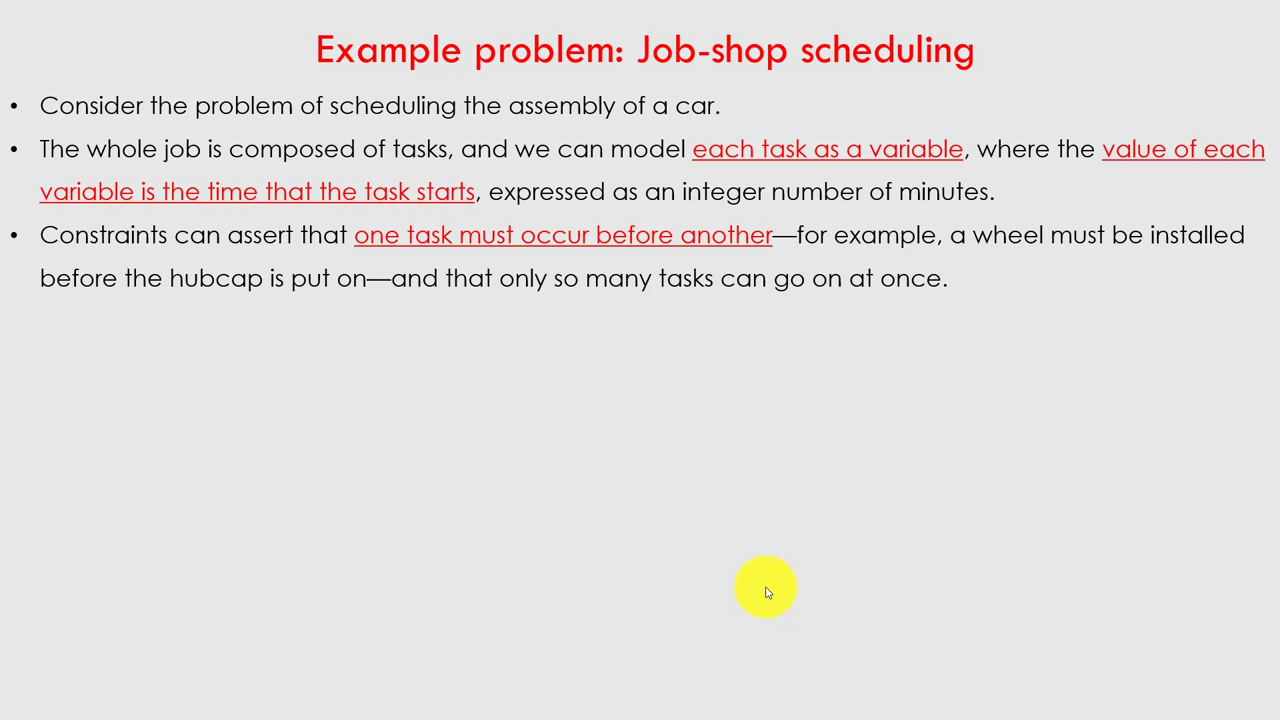 Example problem: Job-shop scheduling
• Consider the problem of scheduling the assembly of a car.
• The whole job is composed of tasks, and we can model each task as a variable, where the value of each
variable is the time that the task starts, expressed as an integer number of minutes.
• Constraints can assert that one task must occur before another—for example, a wheel must be installed
before the hubcap is put on—and that only so many tasks can go on at once.